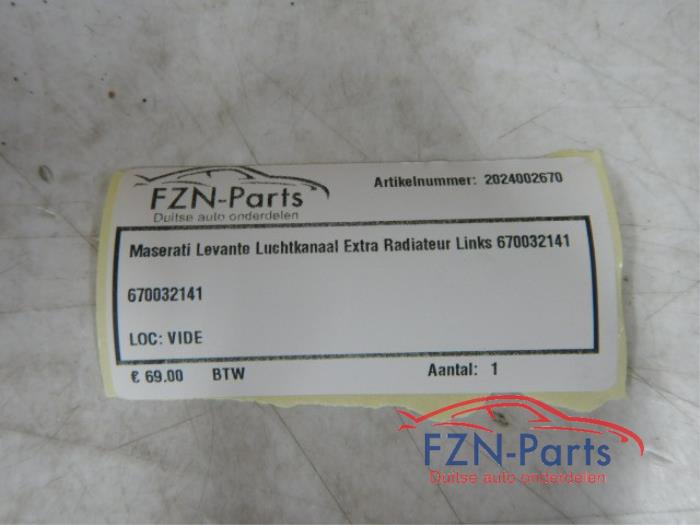 FZN-Parts
Duitse auto onderdelen
Artikelnummer: 2024002670
Maserati Levante Luchtkanaal Extra Radiateur Links 670032141
670032141
LOC: VIDE
€ 69.00 BTW Aantal: 1
FZN-Parts
Duitse auto onderdelen